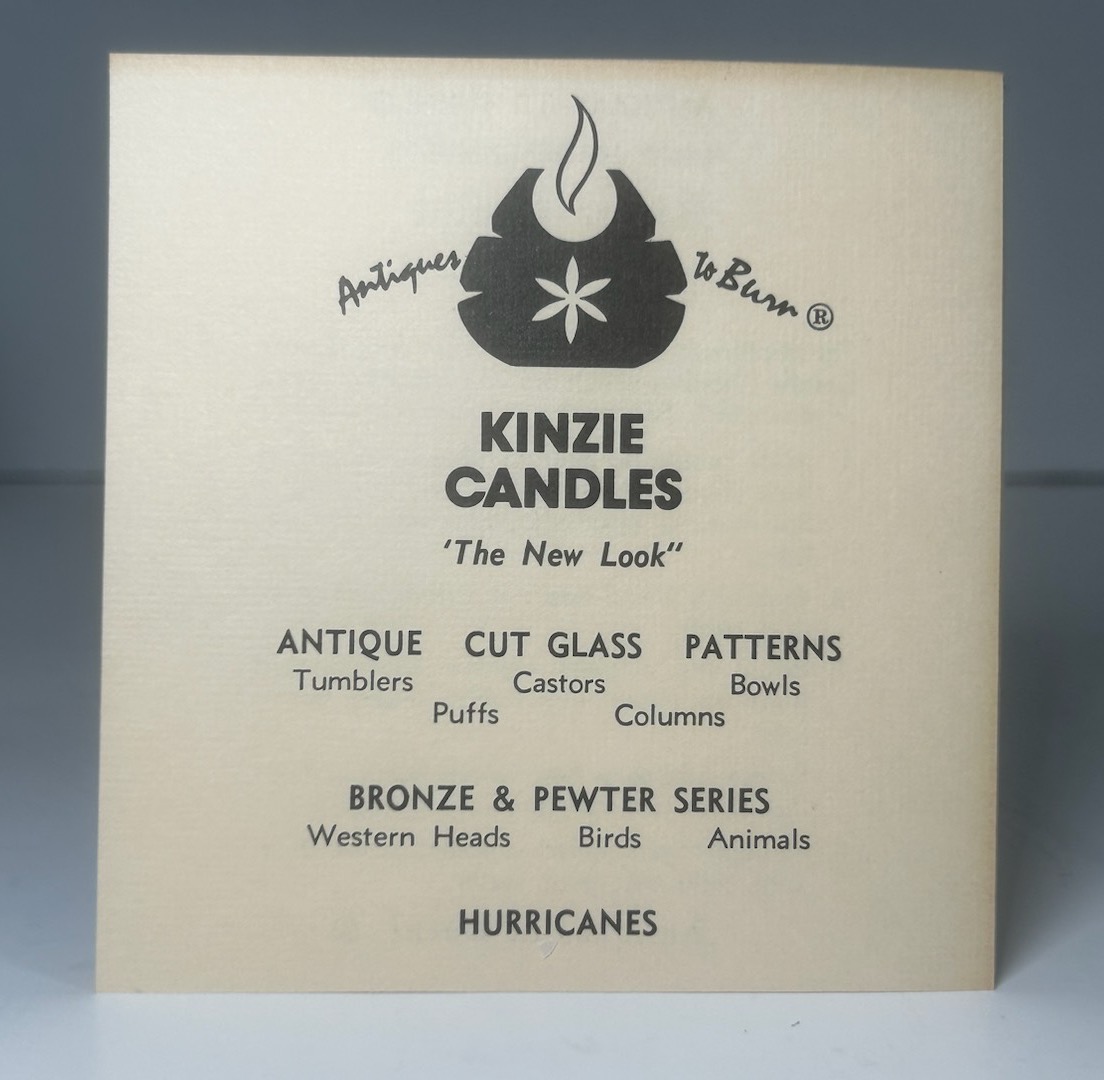 Antiques to Burn ®
KINZIE
CANDLES
'The New Look"
ANTIQUE CUT GLASS PATTERNS
Tumblers Castors Bowls
Puffs Columns
BRONZE & PEWTER SERIES
Western Heads Birds Animals
HURRICANES